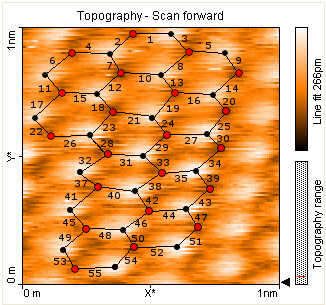 Topography - Scan forward
1nm
1 2 3 4 5 6 7 8 9
10 11 12 13 14 15 16
17 18 19 20 21 22 23 24 25
26 27 28 29 30 31 32 33 34 35
37 38 39 40 41 42 43 44 45 46 47
48 49 50 51 52 53 54 55
Y*
0 m
0 m X* 1nm
Line fit 266pm
Topography range